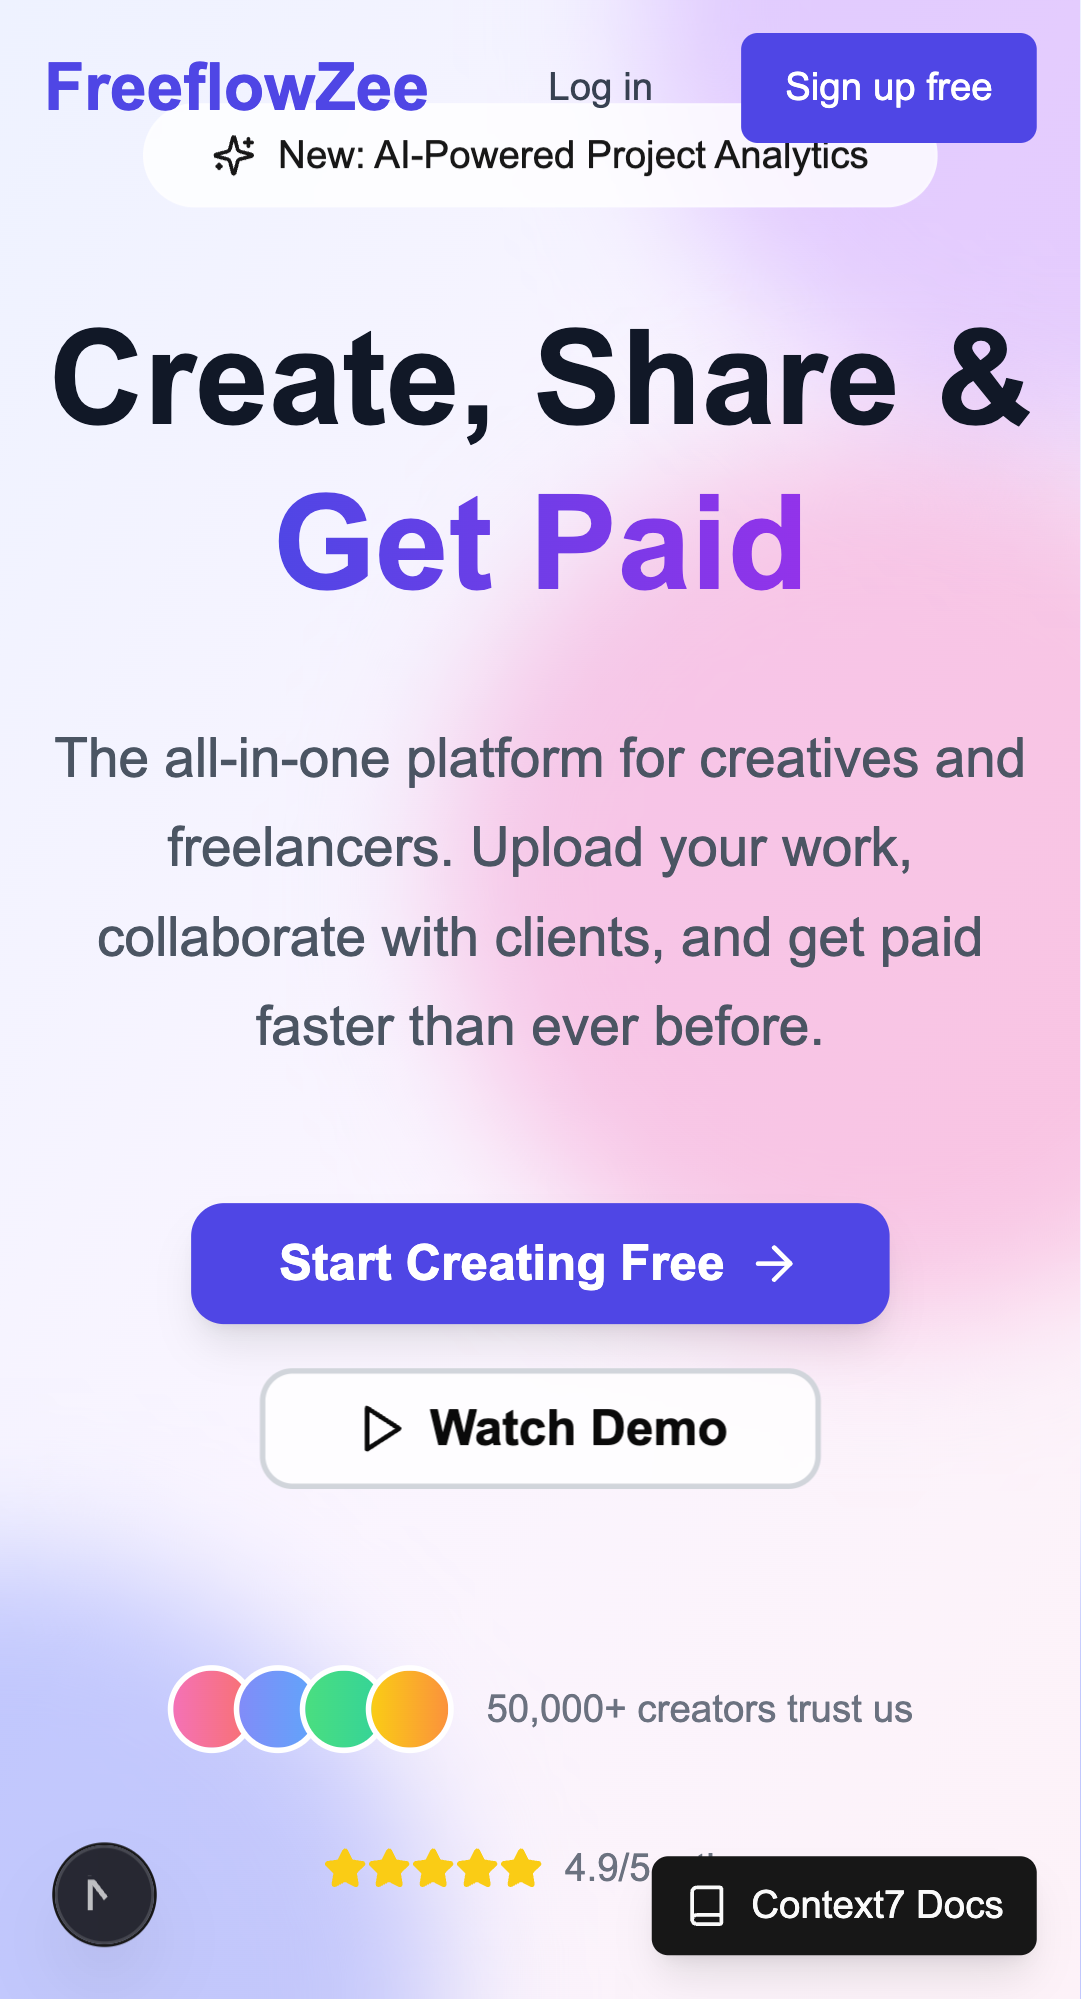 FreeflowZee
Log in
Sign up free
New: AI-Powered Project Analytics
Create, Share &
Get Paid
The all-in-one platform for creatives and
freelancers. Upload your work,
collaborate with clients, and get paid
faster than ever before.
Start Creating Free
Watch Demo
50,000+ creators trust us
4.9/5
Context7 Docs